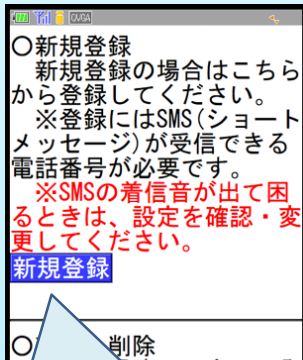 QVGA
○新規登録
新規登録の場合はこちら
から登録してください。
※登録にはSMS(ショート
メッセージ)が受信できる
電話番号が必要です。
※SMSの着信音が出て困
るときは、設定を確認・変
更してください。
新規登録
○ 削除